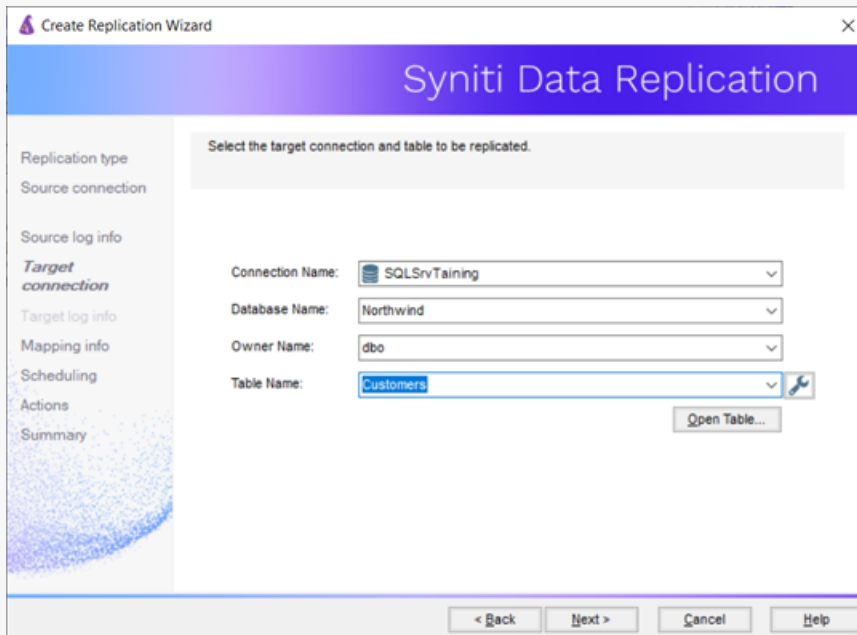 Create Replication Wizard
Syniti Data Replication
Replication type
Source connection
Source log info
Target
connection
Target log info
Mapping info
Scheduling
Actions
Summary
Select the target connection and table to be replicated.
Connection Name: SQLSrvTaining
Database Name: Northwind
Owner Name: dbo
Table Name: Customers
Open Table...
< Back Next > Cancel Help